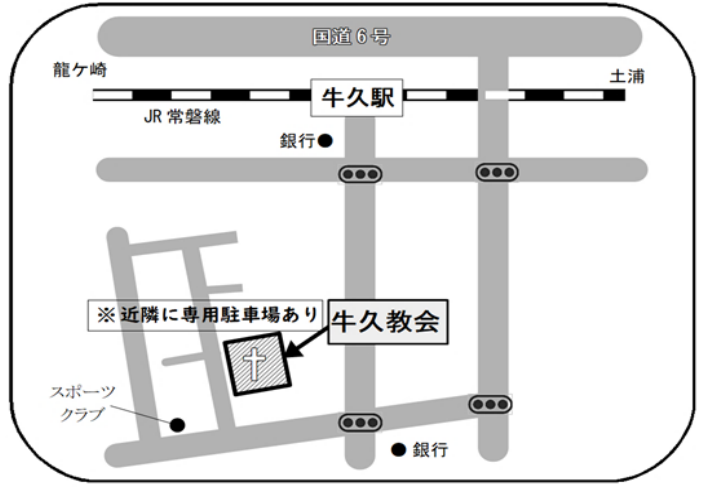 国道6号
龍ケ崎
土浦
牛久駅
JR 常磐線
銀行
※近隣に専用駐車場あり
牛久教会
スポーツ
クラブ
銀行